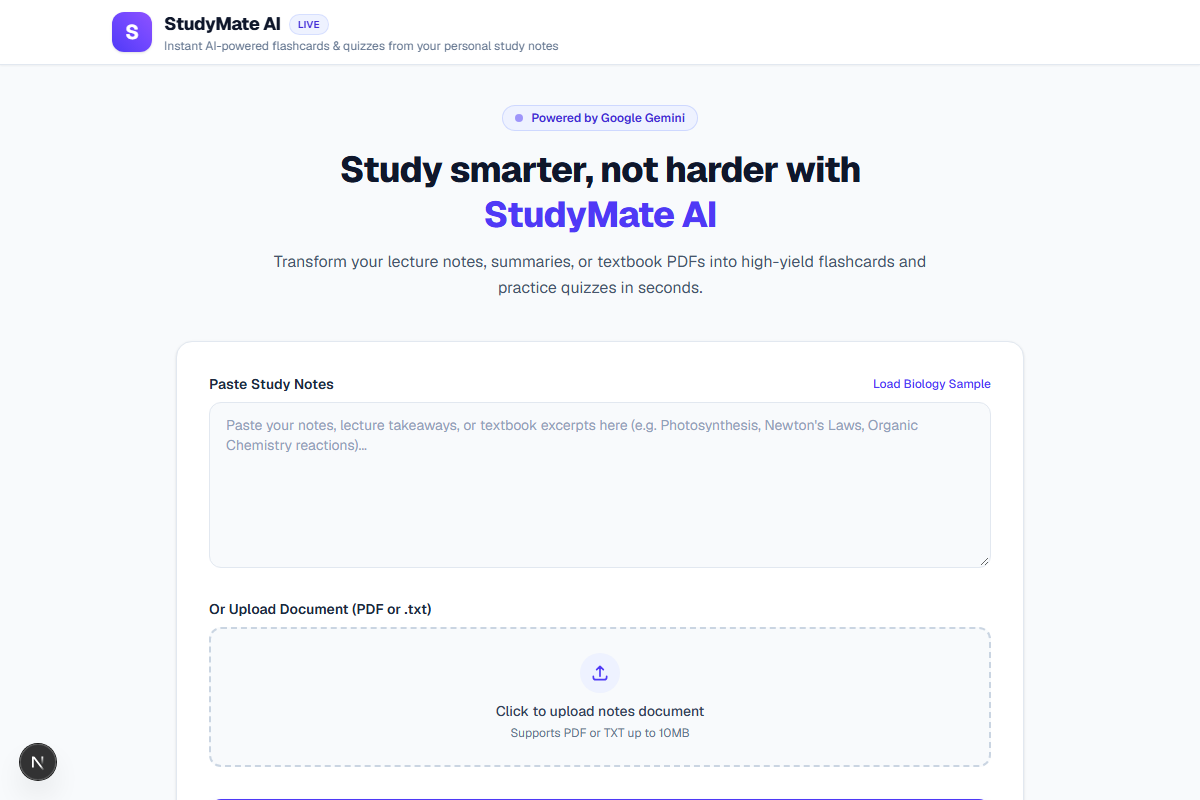 S
StudyMate AI
LIVE
Instant AI-powered flashcards & quizzes from your personal study notes
Powered by Google Gemini
Study smarter, not harder with
StudyMate AI
Transform your lecture notes, summaries, or textbook PDFs into high-yield flashcards and
practice quizzes in seconds.
Paste Study Notes
Load Biology Sample
Paste your notes, lecture takeaways, or textbook excerpts here (e.g. Photosynthesis, Newton's Laws, Organic
Chemistry reactions)...
Or Upload Document (PDF or .txt)
Click to upload notes document
Supports PDF or TXT up to 10MB
N